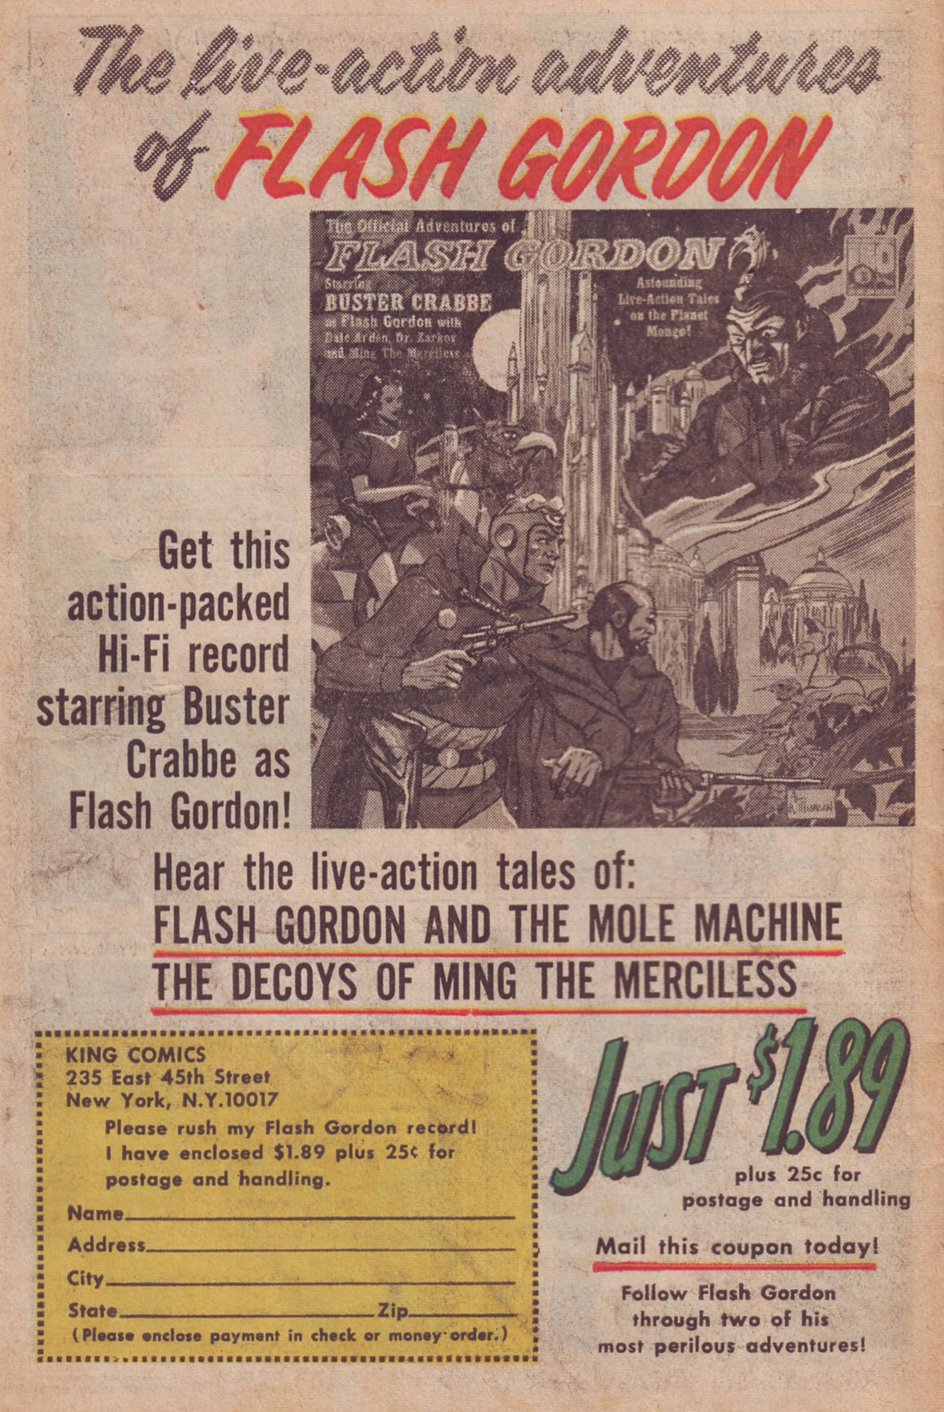 The live-action adventures
of FLASH GORDON
The Official Adventures of
FLASH GORDON
Starring
BUSTER CRABBE
as Flash Gordon with
Dale Arden, Dr. Zarkov
and Ming The Merciless
Astounding
Live-Action Tales
on the Planet
Mongo!
Get this
action-packed
Hi-Fi record
starring Buster
Crabbe as
Flash Gordon!
Hear the live-action tales of:
FLASH GORDON AND THE MOLE MACHINE
THE DECOYS OF MING THE MERCILESS
KING COMICS
235 East 45th Street
New York, N.Y.10017
Please rush my Flash Gordon record!
I have enclosed $1.89 plus 25¢ for
postage and handling.
Name
Address
City
State Zip
(Please enclose payment in check or money order.)
JUST $1.89
plus 25c for
postage and handling
Mail this coupon today!
Follow Flash Gordon
through two of his
most perilous adventures!